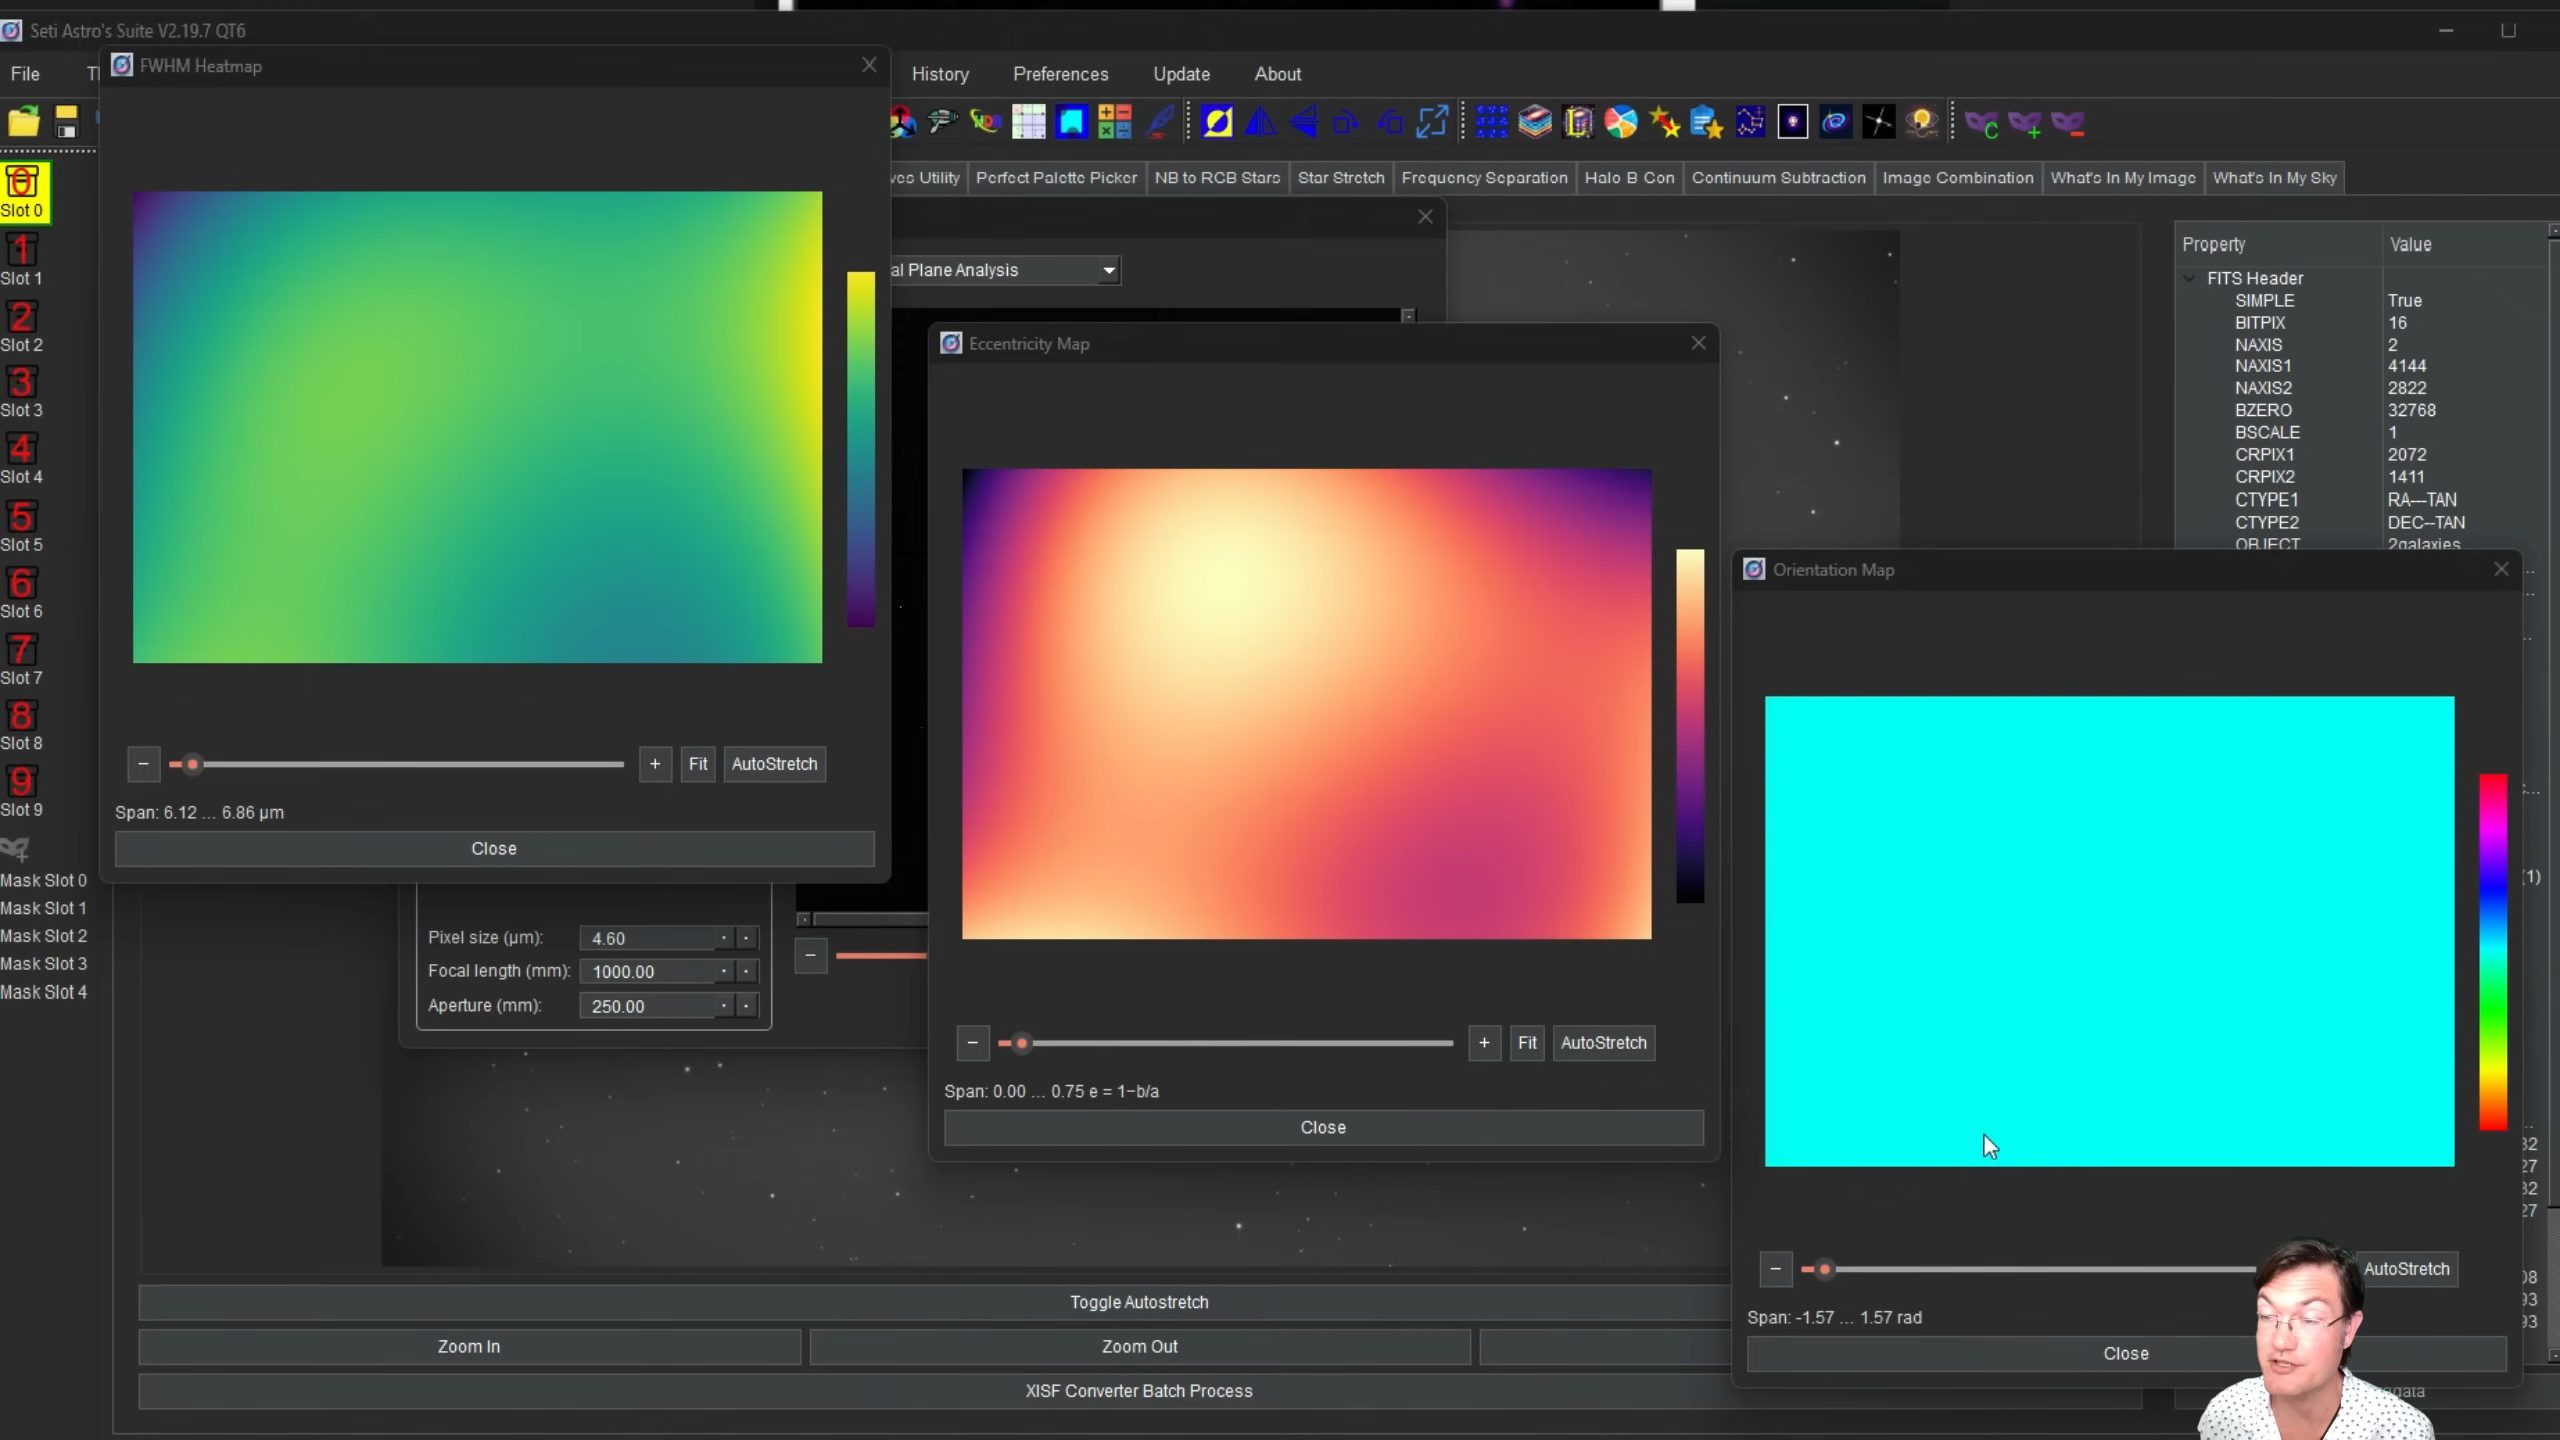 Seti Astro's Suite V2.19.7 QT6
File
History
Preferences
Update
About
FWHM Heatmap
Span: 6.12 ... 6.86 µm
Fit
AutoStretch
Close
Slot 0
Slot 1
Slot 2
Slot 3
Slot 4
Slot 5
Slot 6
Slot 7
Slot 8
Slot 9
Mask Slot 0
Mask Slot 1
Mask Slot 2
Mask Slot 3
Mask Slot 4
Utility
Perfect Palette Picker
NB to RGB Stars
Star Stretch
Frequency Separation
Halo B Gon
Continuum Subtraction
Image Combination
What's In My Image
What's In My Sky
Plane Analysis
Pixel size (µm): 4.60
Focal length (mm): 1000.00
Aperture (mm): 250.00
Eccentricity Map
Fit
AutoStretch
Span: 0.00 ... 0.75 e = 1−b/a
Close
Property Value
FITS Header
SIMPLE True
BITPIX 16
NAXIS 2
NAXIS1 4144
NAXIS2 2822
BZERO 32768
BSCALE 1
CRPIX1 2072
CRPIX2 1411
CTYPE1 RA---TAN
CTYPE2 DEC--TAN
OBJECT 2galaxies
Orientation Map
AutoStretch
Span: -1.57 ... 1.57 rad
Close
Toggle Autostretch
Zoom In
Zoom Out
XISF Converter Batch Process